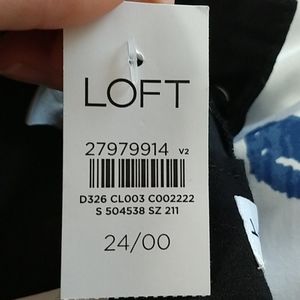 LOFT
27979914 V2
D326 CL003 C002222
S 504538 SZ 211
24/00